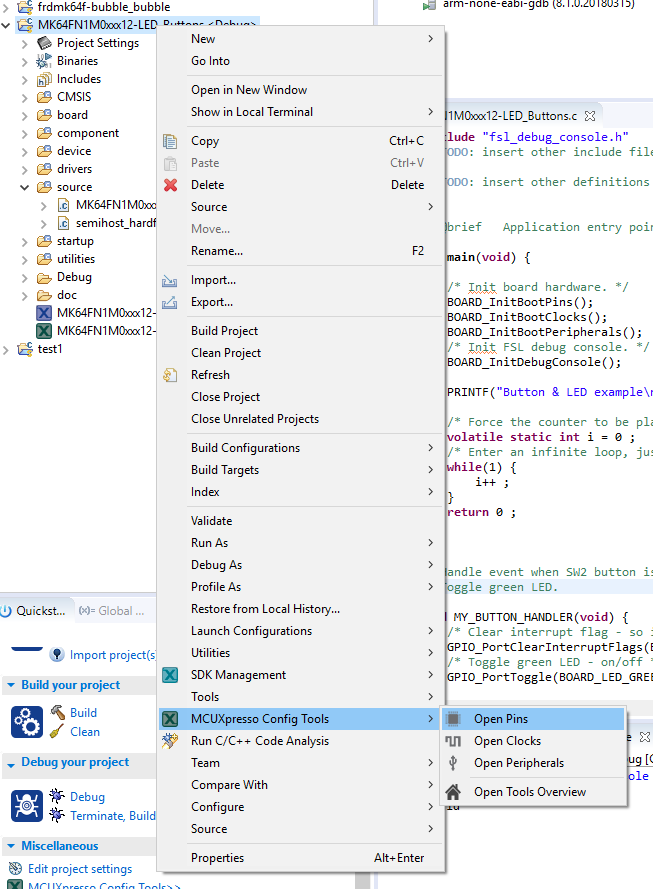 frdmk64f-bubble_bubble
MK64FN1M0xxx12-LED_Buttons <Debug>
Project Settings
Binaries
Includes
CMSIS
board
component
device
drivers
source
MK64FN1M0xx
semihost_hardf
startup
utilities
Debug
doc
MK64FN1M0xxx12-
MK64FN1M0xxx12-
test1
New
Go Into
Open in New Window
Show in Local Terminal
Copy Ctrl+C
Paste Ctrl+V
Delete Delete
Source
Move...
Rename... F2
Import...
Export...
Build Project
Clean Project
Refresh
Close Project
Close Unrelated Projects
Build Configurations
Build Targets
Index
Validate
Run As
Debug As
Profile As
Restore from Local History...
Launch Configurations
Utilities
SDK Management
Tools
MCUXpresso Config Tools
Run C/C++ Code Analysis
Team
Compare With
Configure
Source
Properties Alt+Enter
Open Pins
Open Clocks
Open Peripherals
Open Tools Overview
arm-none-eabi-gdb (8.1.0.20180315)
N1M0xxx12-LED_Buttons.c
lude "fsl_debug_console.h"
ODO: insert other include file
ODO: insert other definitions
brief Application entry poin
main(void) {
/* Init board hardware. */
BOARD_InitBootPins();
BOARD_InitBootClocks();
BOARD_InitBootPeripherals();
/* Init FSL debug console. */
BOARD_InitDebugConsole();
PRINTF("Button & LED example\n
/* Force the counter to be pla
volatile static int i = 0 ;
/* Enter an infinite loop, jus
while(1) {
i++ ;
}
return 0 ;
andle event when SW2 button is
oggle green LED.
MY_BUTTON_HANDLER(void) {
/* Clear interrupt flag - so i
GPIO_PortClearInterruptFlags(B
/* Toggle green LED - on/off *
GPIO_PortToggle(BOARD_LED_GREE
ug [C
ole
Quickst...
Global ...
Import project(s)
Build your project
Build
Clean
Debug your project
Debug
Terminate, Build
Miscellaneous
Edit project settings
MCUXpresso Config Tools>>